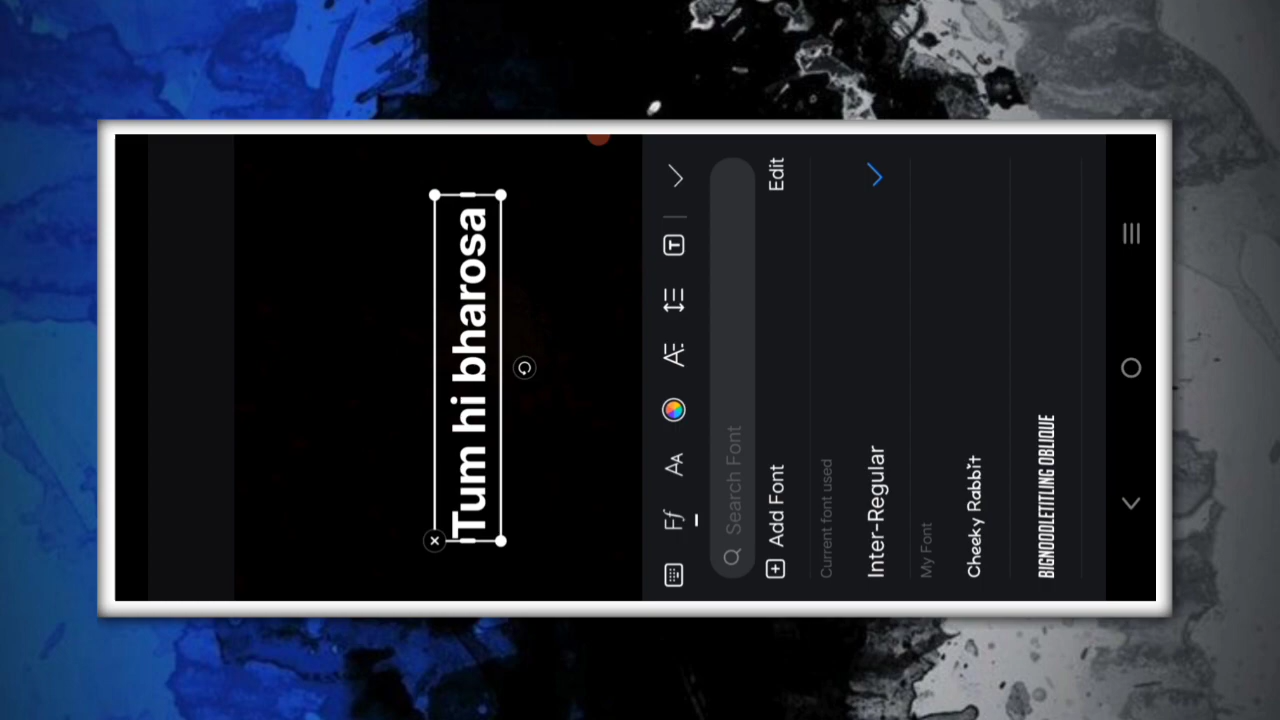 Tum hi bharosa
Search Font
Add Font
Edit
Current font used
Inter-Regular
My Font
Cheeky Rabbit
BIGNOODLETITLING OBLIQUE